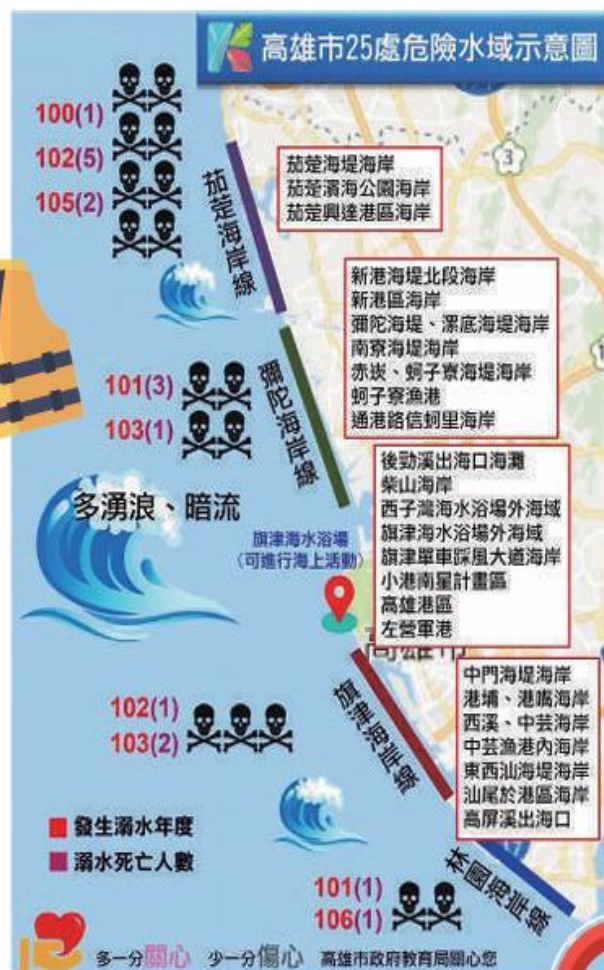 高雄市25處危險水域示意圖
100(1)
102(5)
105(2)
茄萣海岸線
茄萣海堤海岸
茄萣濱海公園海岸
茄萣興達港區海岸
3
新港海堤北段海岸
新港區海岸
彌陀海堤、漯底海堤海岸
南寮海堤海岸
赤崁、蚵子寮海堤海岸
蚵子寮漁港
通港路信蚵里海岸
101(3)
103(1)
彌陀海岸線
多湧浪、暗流
後勁溪出海口海灘
柴山海岸
西子灣海水浴場外海域
旗津海水浴場外海域
旗津單車踩風大道海岸
小港南星計畫區
高雄港區
左營軍港
旗津海水浴場
(可進行海上活動)
高雄市
旗津海岸線
102(1)
103(2)
中門海堤海岸
港埔、港嘴海岸
西溪、中芸海岸
中芸漁港內海岸
東西汕海堤海岸
汕尾於港區海岸
高屏溪出海口
發生溺水年度
溺水死亡人數
101(1)
106(1)
林園海岸線
多一分關心 少一分傷心 高雄市政府教育局關心您